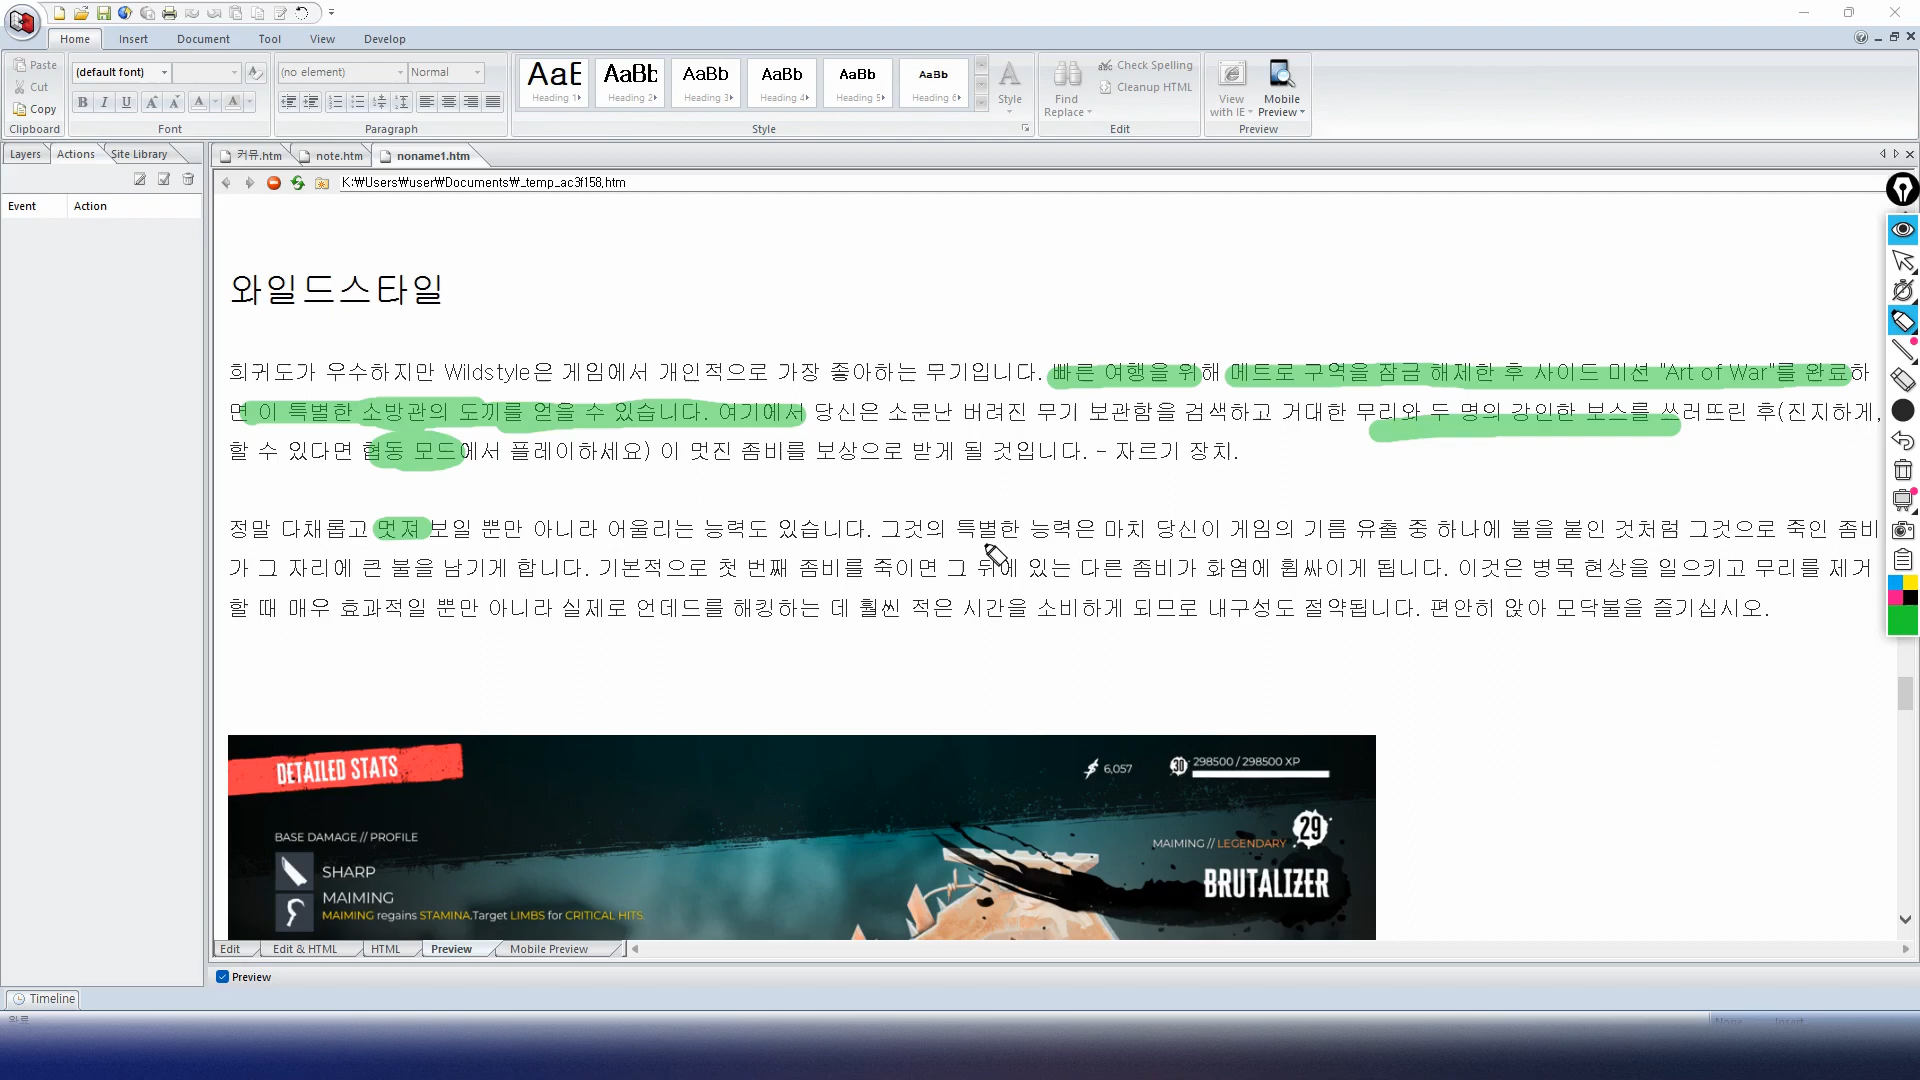 Home Insert Document Tool View Develop
Paste
Cut
Copy
Clipboard
(default font)
B I U
Font
(no element) Normal
Paragraph
AaE AaBb AaBb AaBb AaBb AaBb
Heading 1 Heading 2 Heading 3 Heading 4 Heading 5 Heading 6
Style
Style
Find
Replace
Check Spelling
Cleanup HTML
Edit
View
with IE
Mobile
Preview
Preview
Layers Actions Site Library
Event Action
커뮤.htm note.htm noname1.htm
K:₩Users₩user₩Documents₩_temp_ac3f158.htm
와일드스타일
희귀도가 우수하지만 Wildstyle은 게임에서 개인적으로 가장 좋아하는 무기입니다. 빠른 여행을 위해 메트로 구역을 잠금 해제한 후 사이드 미션 "Art of War"를 완료하
면 이 특별한 소방관의 도끼를 얻을 수 있습니다. 여기에서 당신은 소문난 버려진 무기 보관함을 검색하고 거대한 무리와 두 명의 강인한 보스를 쓰러뜨린 후(진지하게,
할 수 있다면 협동 모드에서 플레이하세요) 이 멋진 좀비를 보상으로 받게 될 것입니다. - 자르기 장치.
정말 다채롭고 멋져 보일 뿐만 아니라 어울리는 능력도 있습니다. 그것의 특별한 능력은 마치 당신이 게임의 기름 유출 중 하나에 불을 붙인 것처럼 그것으로 죽인 좀비
가 그 자리에 큰 불을 남기게 합니다. 기본적으로 첫 번째 좀비를 죽이면 그 뒤에 있는 다른 좀비가 화염에 휩싸이게 됩니다. 이것은 병목 현상을 일으키고 무리를 제거
할 때 매우 효과적일 뿐만 아니라 실제로 언데드를 해킹하는 데 훨씬 적은 시간을 소비하게 되므로 내구성도 절약됩니다. 편안히 앉아 모닥불을 즐기십시오.
DETAILED STATS
6,057
30 298500 / 298500 XP
BASE DAMAGE // PROFILE
SHARP
MAIMING
MAIMING regains STAMINA.Target LIMBS for CRITICAL HITS.
29
MAIMING // LEGENDARY
BRUTALIZER
Edit Edit & HTML HTML Preview Mobile Preview
Preview
Timeline